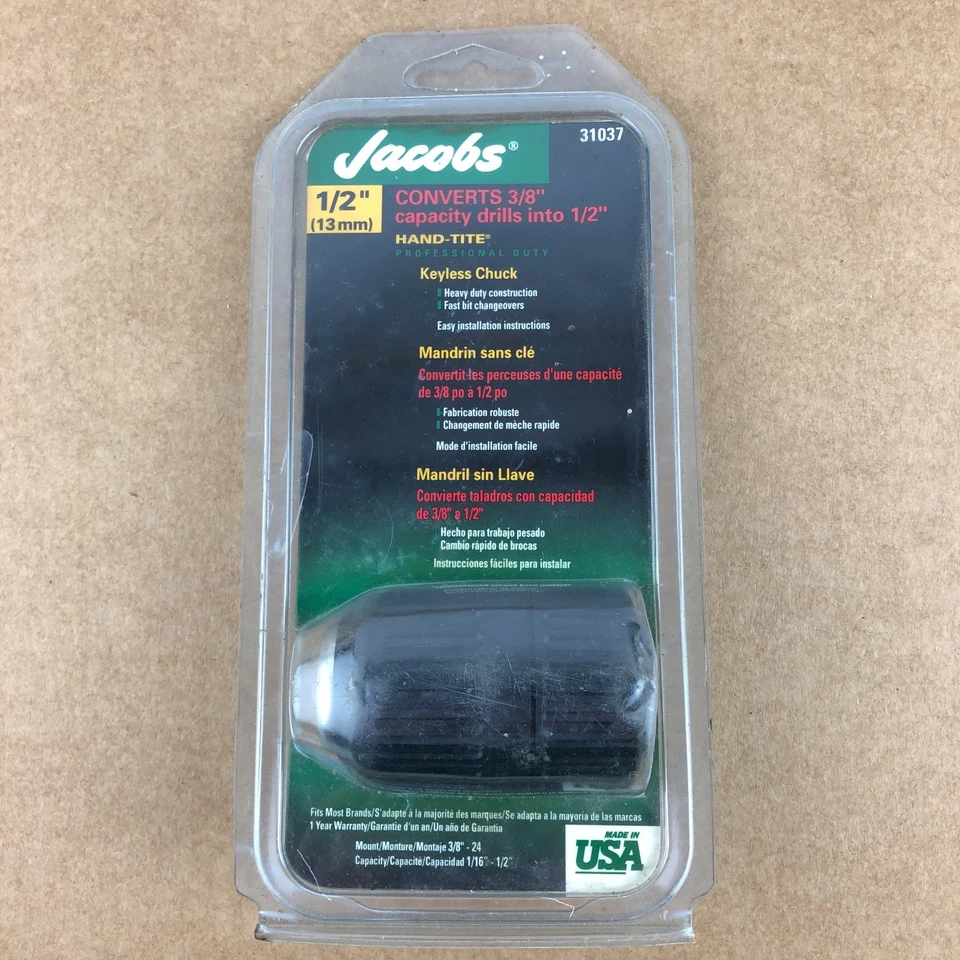 Jacobs®
31037
1/2"
(13mm)
CONVERTS 3/8"
capacity drills into 1/2"
HAND-TITE®
PROFESSIONAL DUTY
Keyless Chuck
Heavy duty construction
Fast bit changeovers
Easy installation instructions
Mandrin sans clé
Convertit les perceuses d'une capacité
de 3/8 po à 1/2 po
Fabrication robuste
Changement de mèche rapide
Mode d'installation facile
Mandril sin Llave
Convierte taladros con capacidad
de 3/8" a 1/2"
Hecho para trabajo pesado
Cambio rápido de brocas
Instrucciones fáciles para instalar
Fits Most Brands/S'adapte à la majorité des marques/Se adapta a la mayoria de las marcas
1 Year Warranty/Garantie d'un an/Un año de Garantia
Mount/Monture/Montaje 3/8" - 24
Capacity/Capacité/Capacidad 1/16" - 1/2"
MADE IN
USA